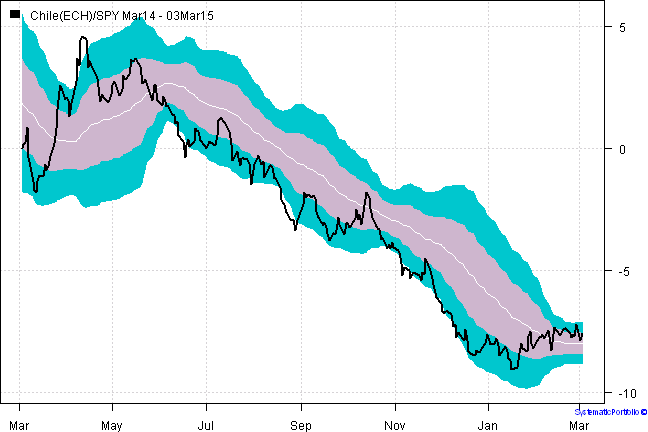 Chile(ECH)/SPY Mar14 - 03Mar15
5
0
-5
-10
Mar May Jul Sep Nov Jan Mar
SystematicPortfolio ©